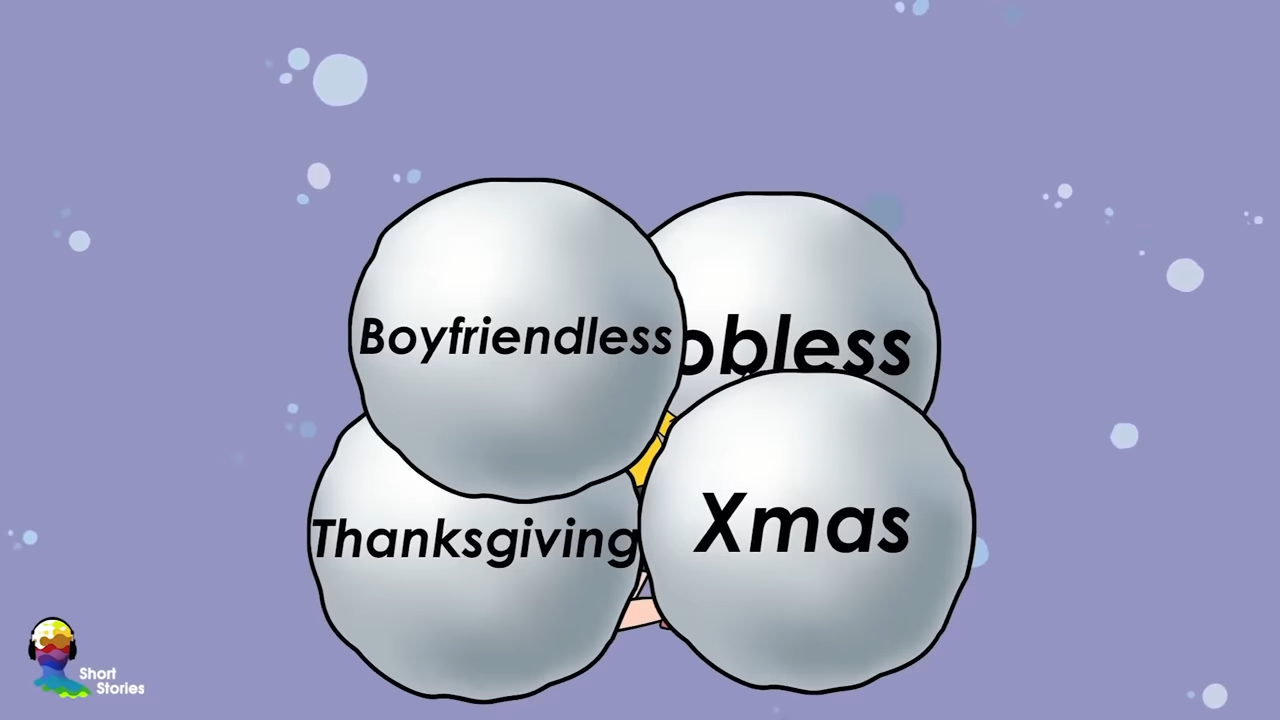 Boyfriendless
obless
Thanksgiving
Xmas
Short
Stories